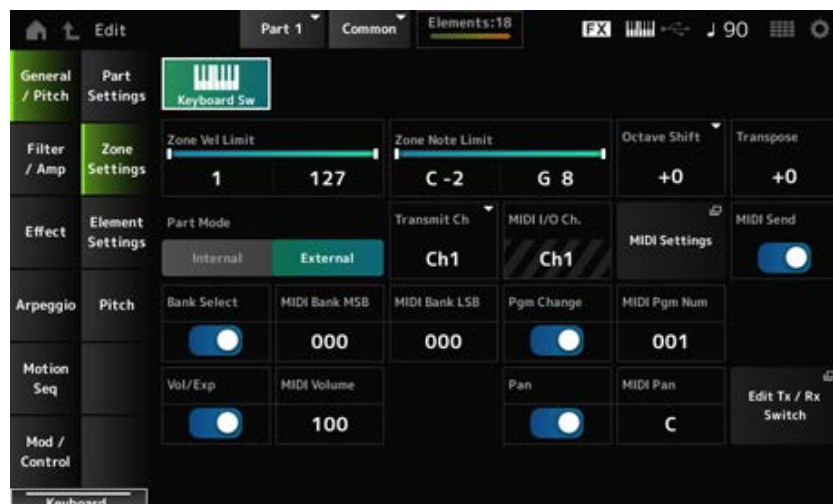 Edit Part 1 Common Elements:18 FX ♩ 90
General / Pitch
Part Settings
Keyboard Sw
Filter / Amp
Zone Settings
Zone Vel Limit
1 127
Zone Note Limit
C -2 G 8
Octave Shift
+0
Transpose
+0
Effect
Element Settings
Part Mode
Internal External
Transmit Ch
Ch1
MIDI I/O Ch.
Ch1
MIDI Settings
MIDI Send
Arpeggio
Pitch
Bank Select
MIDI Bank MSB
000
MIDI Bank LSB
000
Pgm Change
MIDI Pgm Num
001
Motion Seq
Vol/Exp
MIDI Volume
100
Pan
MIDI Pan
C
Edit Tx / Rx Switch
Mod / Control
Keyboard